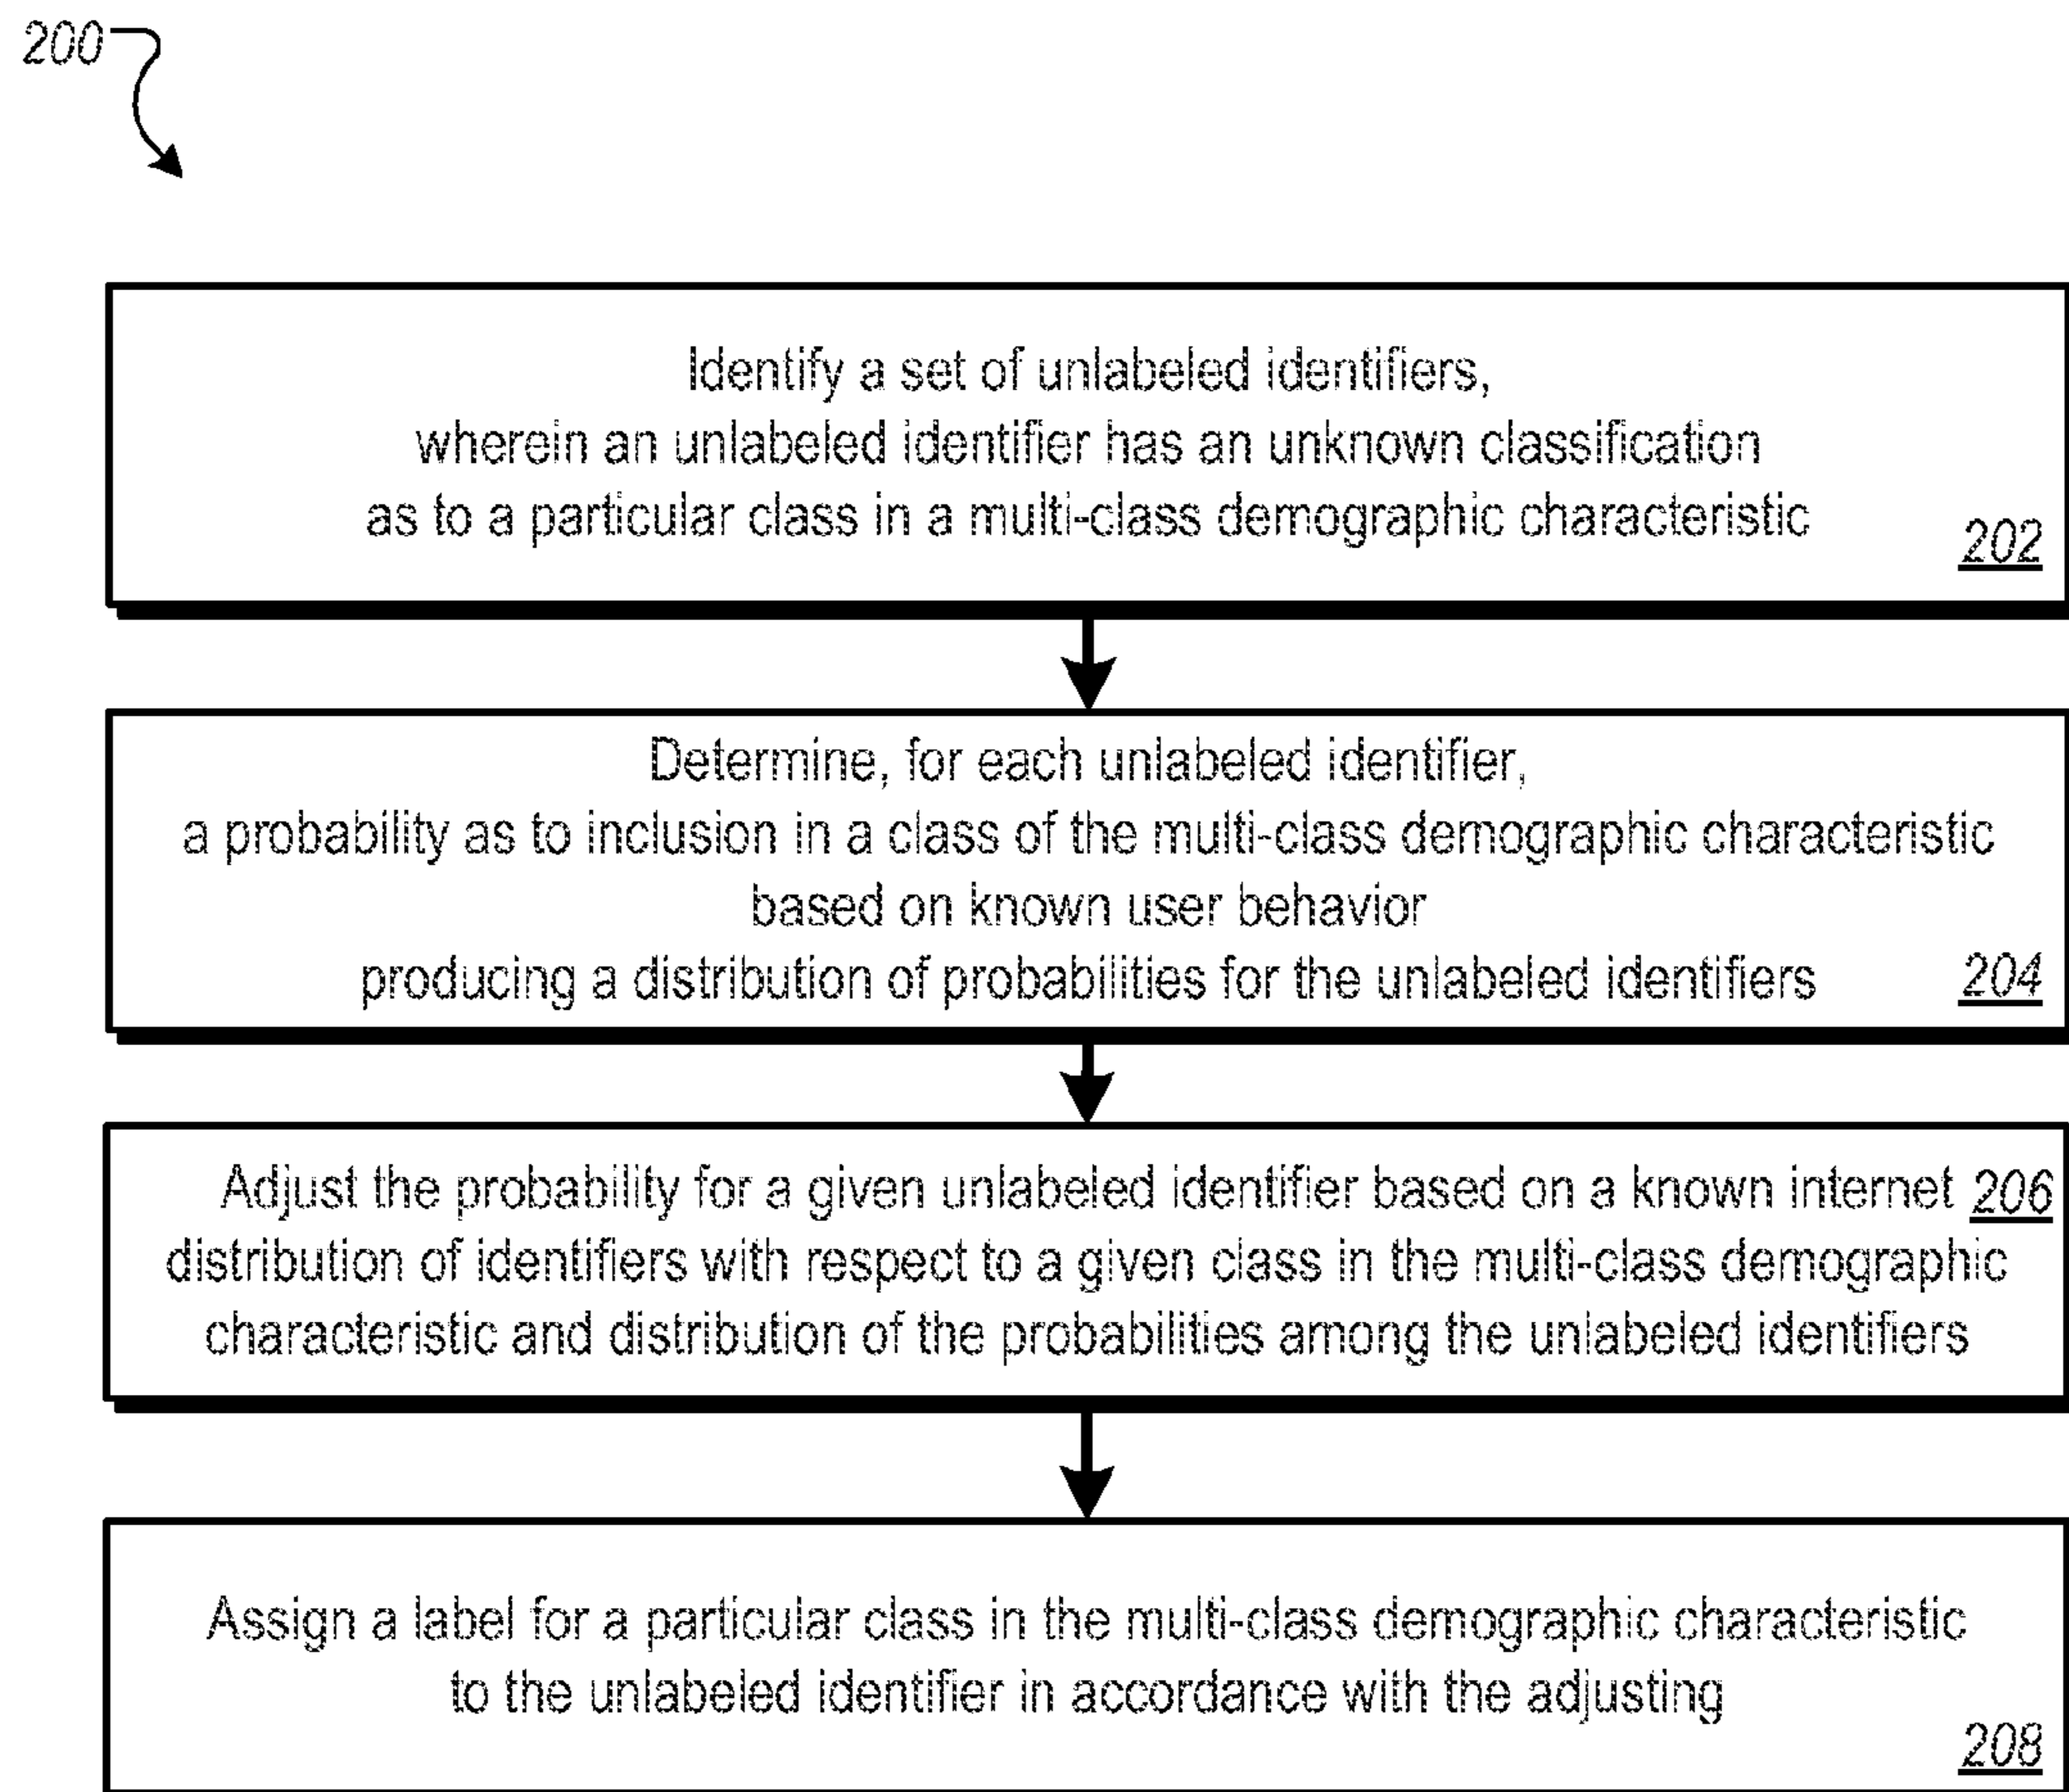 200
Identify a set of unlabeled identifiers,
wherein an unlabeled identifier has an unknown classification
as to a particular class in a multi-class demographic characteristic
202
Determine, for each unlabeled identifier,
a probability as to inclusion in a class of the multi-class demographic characteristic
based on known user behavior
producing a distribution of probabilities for the unlabeled identifiers
204
Adjust the probability for a given unlabeled identifier based on a known internet 206
distribution of identifiers with respect to a given class in the multi-class demographic
characteristic and distribution of the probabilities among the unlabeled identifiers
Assign a label for a particular class in the multi-class demographic characteristic
to the unlabeled identifier in accordance with the adjusting
208